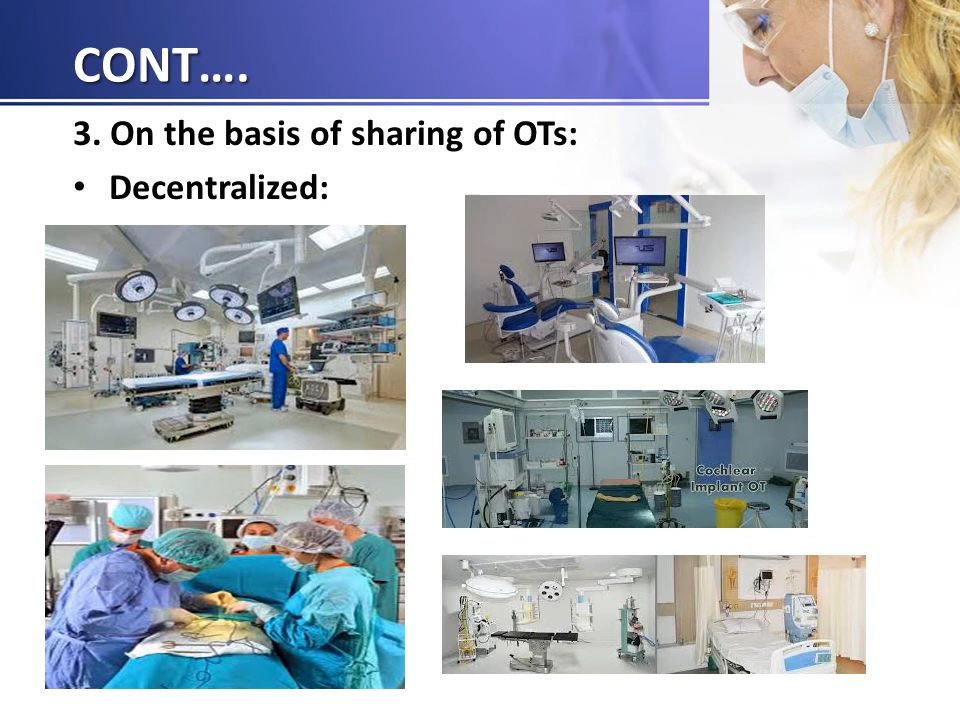 CONT....
3. On the basis of sharing of OTs:
• Decentralized:
Cochlear
Implant OT